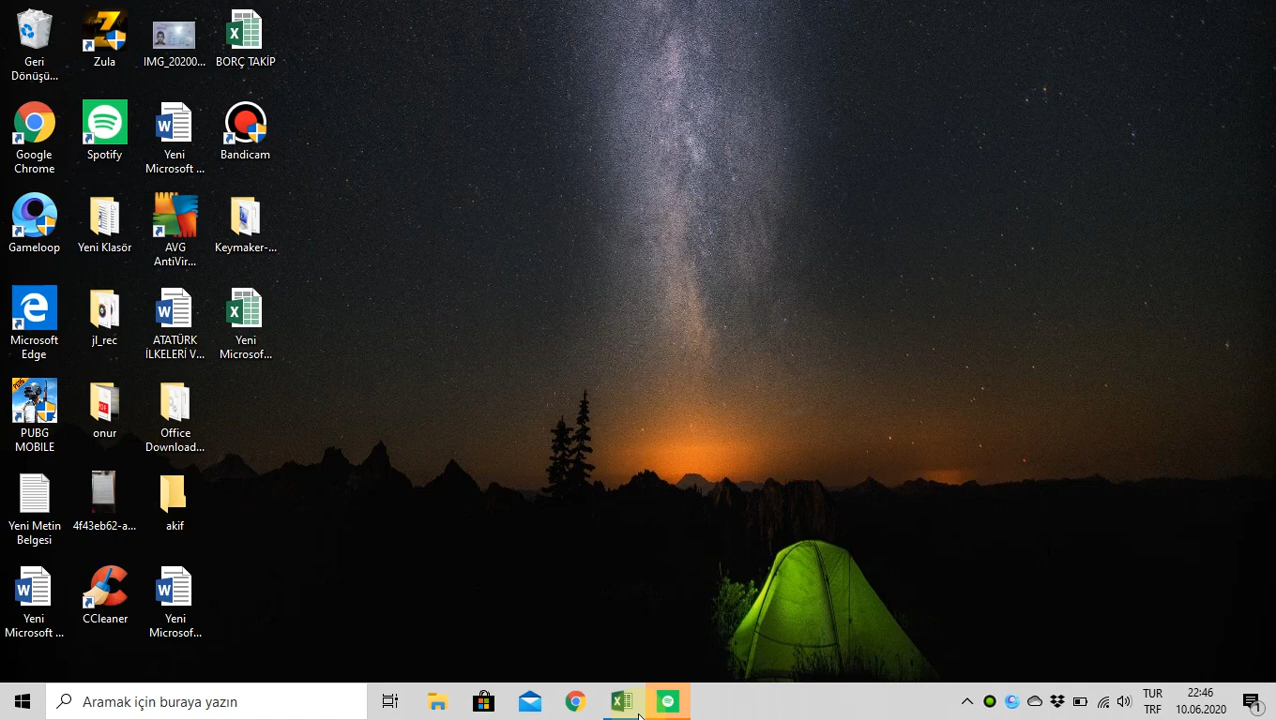 Geri
Dönüşü...
Zula
IMG_20200...
BORÇ TAKİP
Google
Chrome
Spotify
Yeni
Microsoft ...
Bandicam
Gameloop
Yeni Klasör
AVG
AntiVir...
Keymaker-...
Microsoft
Edge
jl_rec
ATATÜRK
İLKELERİ V...
Yeni
Microsof...
PUBG
MOBILE
onur
Office
Download...
Yeni Metin
Belgesi
4f43eb62-a...
akif
Yeni
Microsoft ...
CCleaner
Yeni
Microsof...
Aramak için buraya yazın
TUR
TRF
22:46
10.06.2020
1